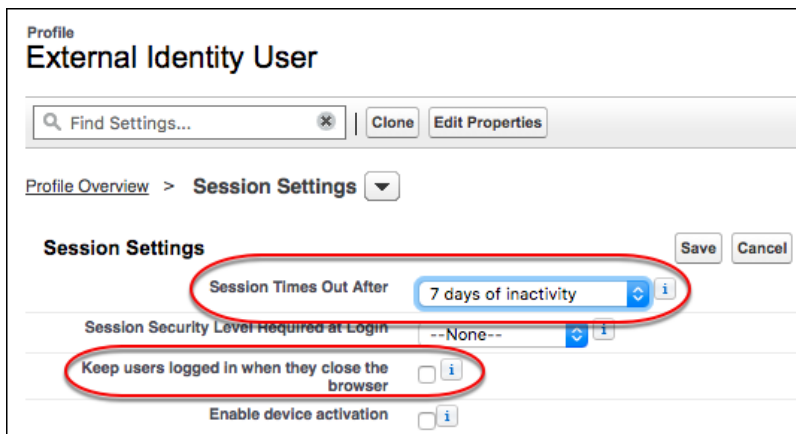 Profile
External Identity User
Find Settings...
Clone
Edit Properties
Profile Overview > Session Settings
Session Settings
Save
Cancel
Session Times Out After
7 days of inactivity
i
Session Security Level Required at Login
--None--
i
Keep users logged in when they close the
browser
i
Enable device activation
i